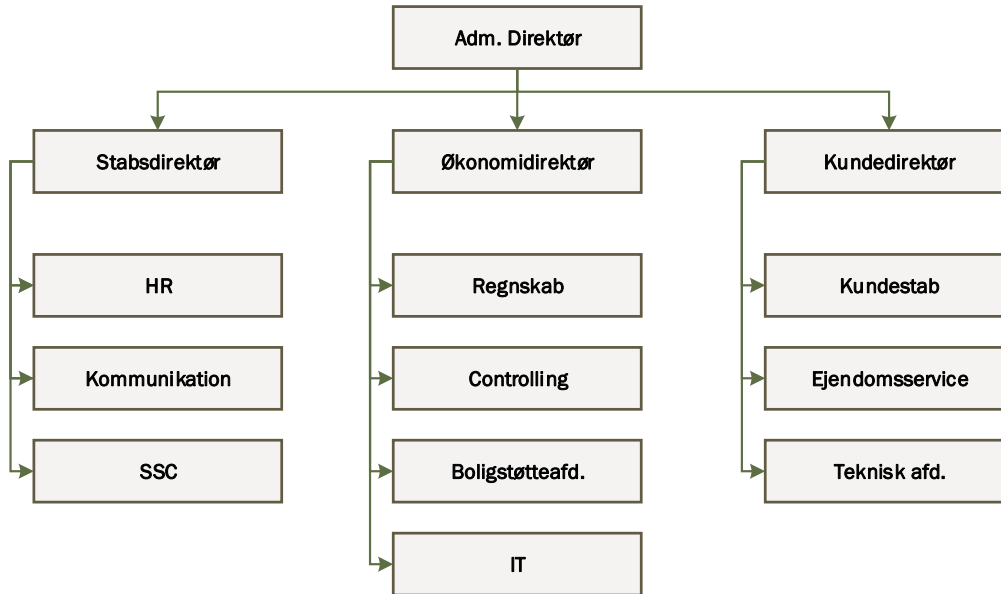 Adm. Direktør
Stabsdirektør
Økonomidirektør
Kundedirektør
HR
Regnskab
Kundestab
Kommunikation
Controlling
Ejendomsservice
SSC
Boligstøtteafd.
Teknisk afd.
IT